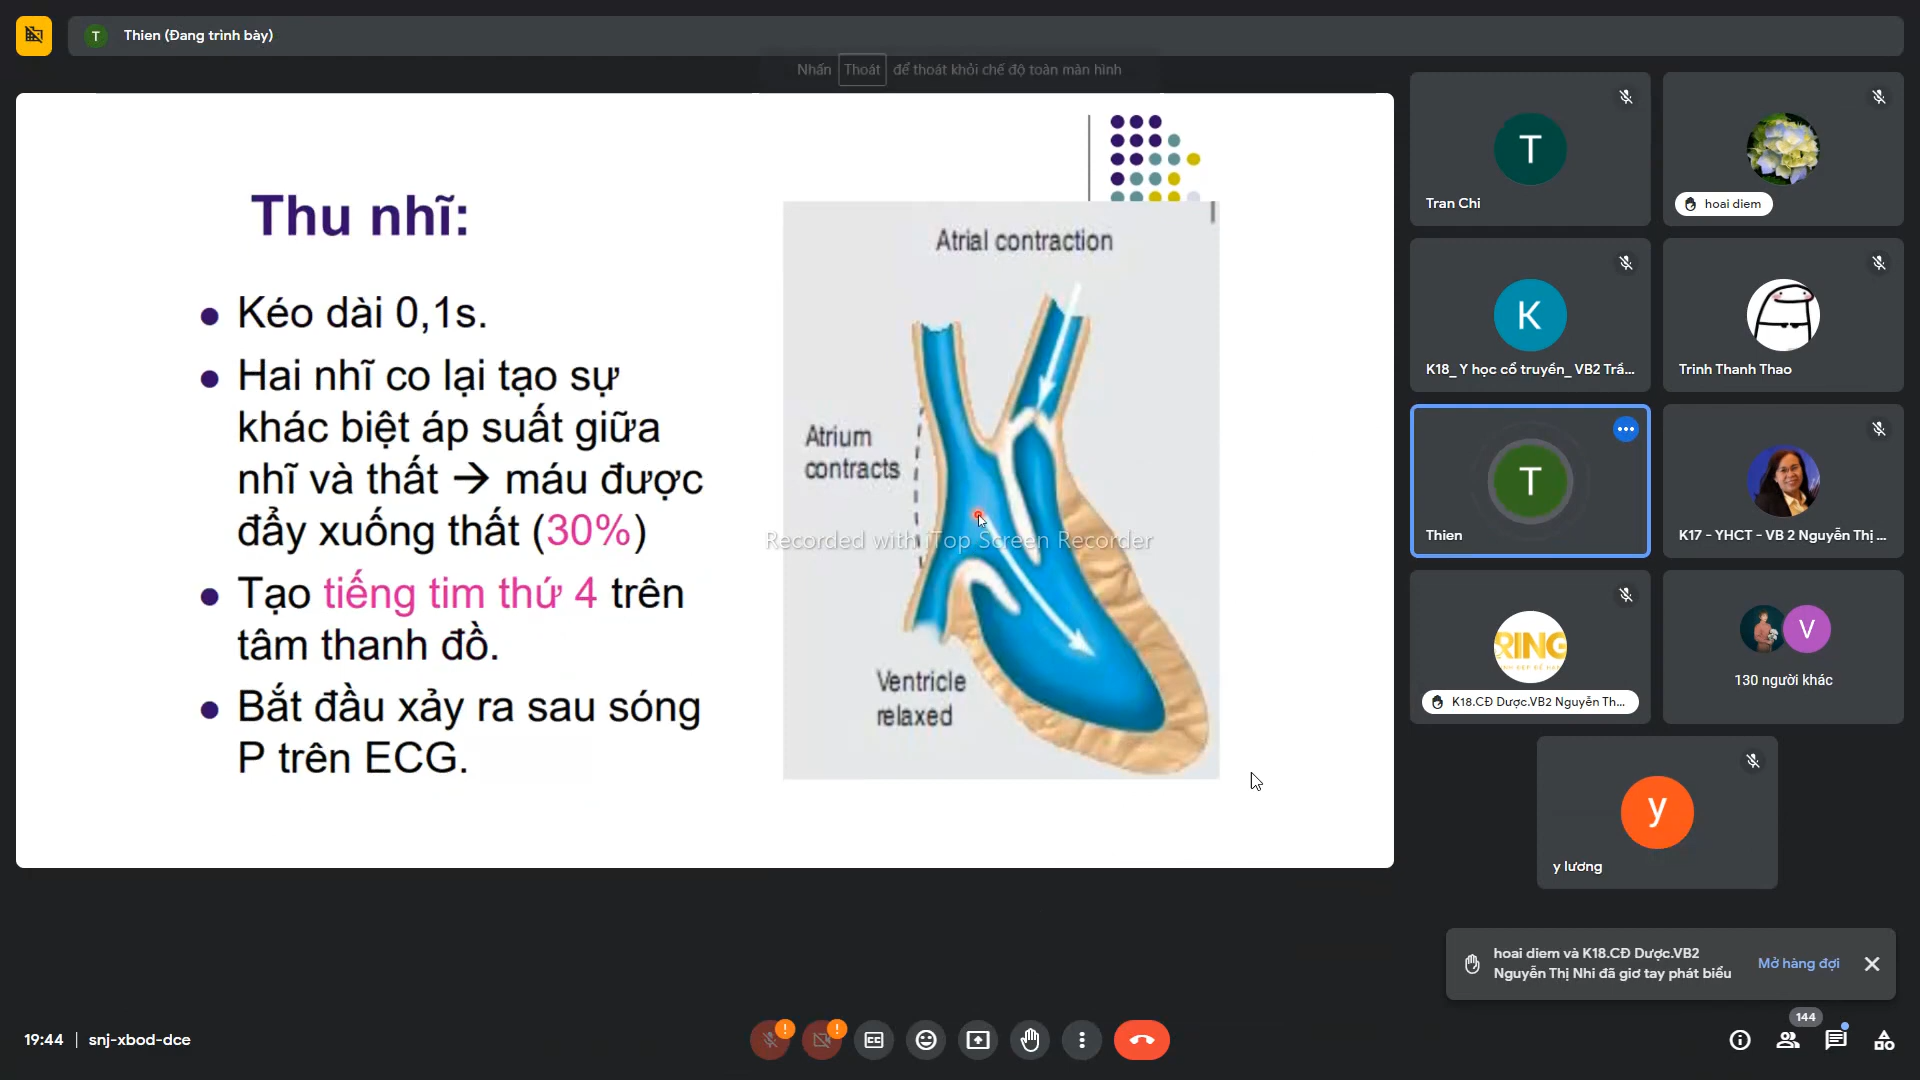 T
Thien (Đang trình bày)
Nhấn Thoát để thoát khỏi chế độ toàn màn hình
Thu nhĩ:
Kéo dài 0,1s.
Hai nhĩ co lại tạo sự
khác biệt áp suất giữa
nhĩ và thất → máu được
đẩy xuống thất (30%)
Tạo tiếng tim thứ 4 trên
tâm thanh đồ.
Bắt đầu xảy ra sau sóng
P trên ECG.
Atrial contraction
Atrium
contracts
Ventricle
relaxed
Recorded with iTop Screen Recorder
T
Tran Chi
hoai diem
K
K18_ Y học cổ truyền_ VB2 Trầ...
Trinh Thanh Thao
T
Thien
K17 - YHCT - VB 2 Nguyễn Thị ...
RING
K18.CĐ Dược.VB2 Nguyễn Th...
V
130 người khác
y
y lương
hoai diem và K18.CĐ Dược.VB2
Nguyễn Thị Nhi đã giơ tay phát biểu
Mở hàng đợi
19:44
snj-xbod-dce
144